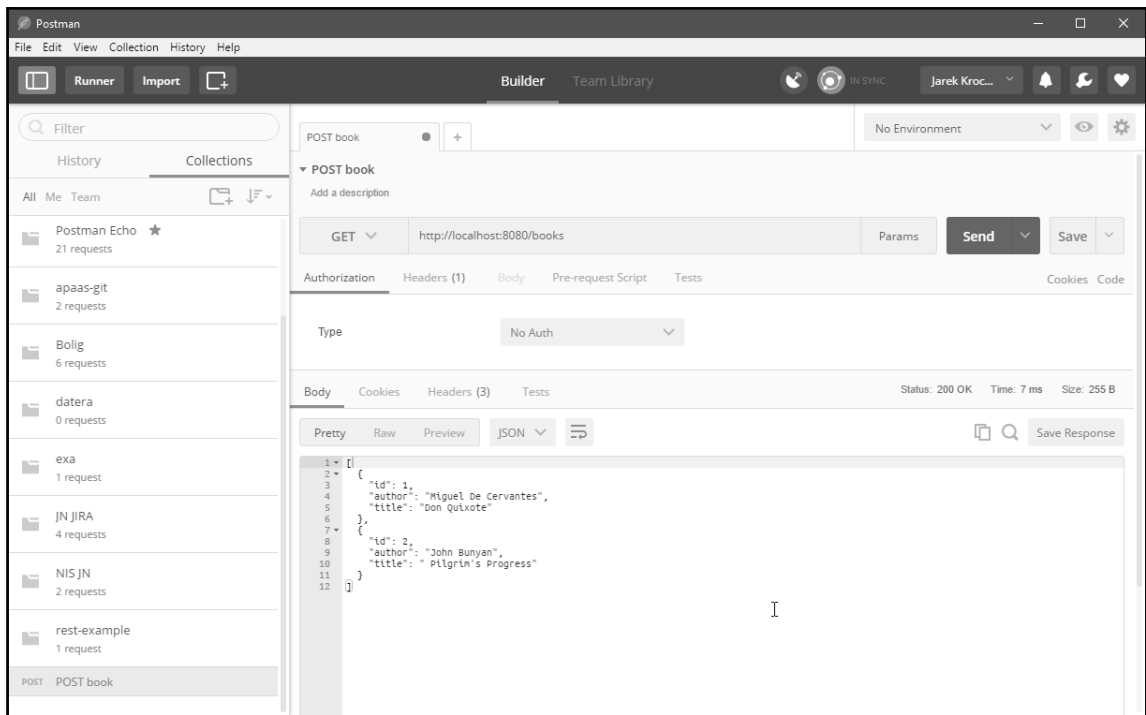 Postman
File Edit View Collection History Help
Runner Import Builder Team Library IN SYNC Jarek Kroc...
Filter
History Collections
All Me Team
Postman Echo
21 requests
apaas-git
2 requests
Bolig
6 requests
datera
0 requests
exa
1 request
JN JIRA
4 requests
NIS JN
2 requests
rest-example
1 request
POST POST book
POST book +
No Environment
POST book
Add a description
GET http://localhost:8080/books Params Send Save
Authorization Headers (1) Body Pre-request Script Tests Cookies Code
Type No Auth
Body Cookies Headers (3) Tests Status: 200 OK Time: 7 ms Size: 255 B
Pretty Raw Preview JSON Save Response
1 [
2 {
3 "id": 1,
4 "author": "Miguel De Cervantes",
5 "title": "Don Quixote"
6 },
7 {
8 "id": 2,
9 "author": "John Bunyan",
10 "title": " Pilgrim's Progress"
11 }
12 ]